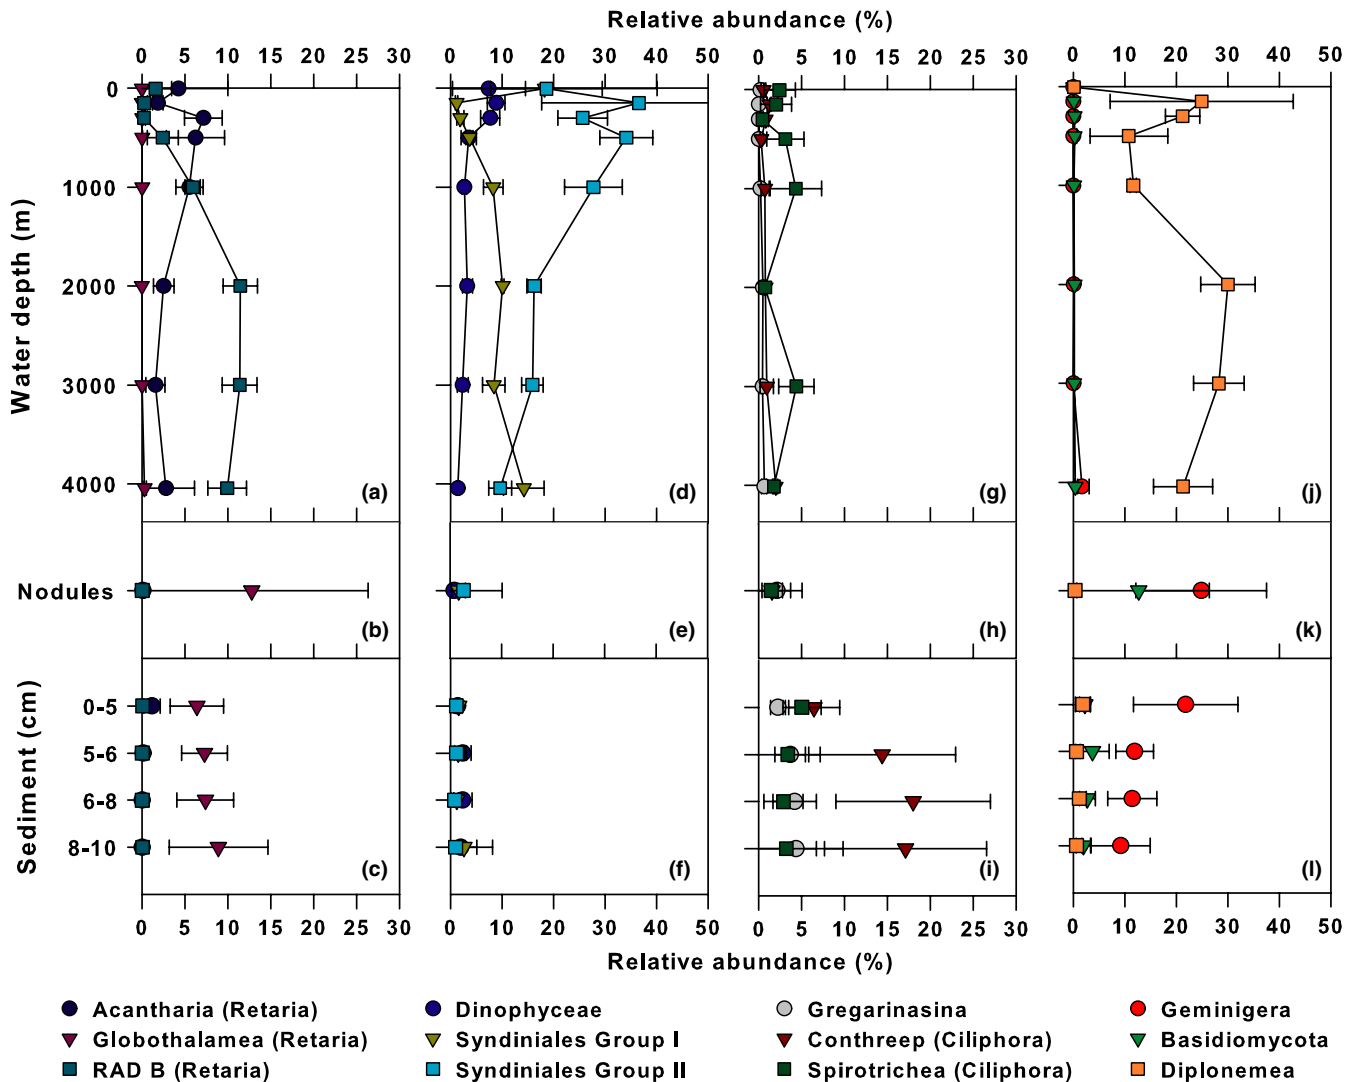 Relative abundance (%)
0 5 10 15 20 25 30 0 10 20 30 40 50 0 5 10 15 20 25 30 0 10 20 30 40 50
Water depth (m)
0
1000
2000
3000
4000
(a) (d) (g) (j)
Nodules
(b) (e) (h) (k)
Sediment (cm)
0-5
5-6
6-8
8-10
(c) (f) (i) (l)
0 5 10 15 20 25 30 0 10 20 30 40 50 0 5 10 15 20 25 30 0 10 20 30 40 50
Relative abundance (%)
Acantharia (Retaria) Dinophyceae Gregarinasina Geminigera
Globothalamea (Retaria) Syndiniales Group I Conthreep (Ciliphora) Basidiomycota
RAD B (Retaria) Syndiniales Group II Spirotrichea (Ciliphora) Diplonemea